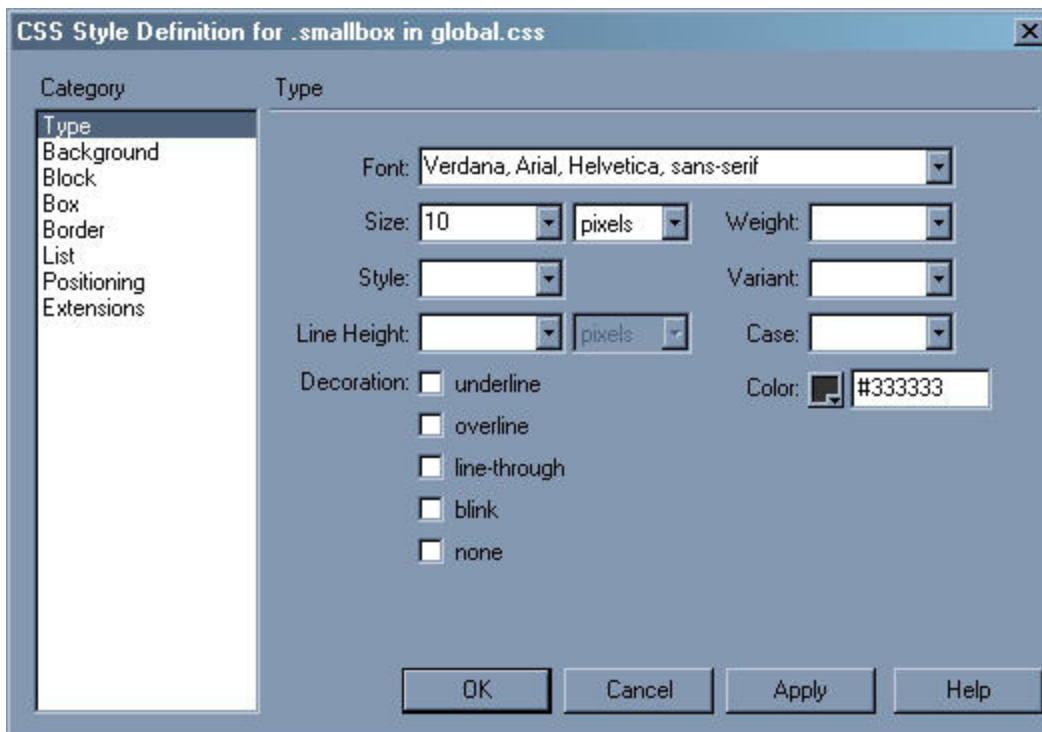 CSS Style Definition for .smallbox in global.css
Category
Type
Type
Background
Block
Box
Border
List
Positioning
Extensions
Font: Verdana, Arial, Helvetica, sans-serif
Size: 10 pixels Weight:
Style: Variant:
Line Height: pixels Case:
Decoration: underline Color: #333333
overline
line-through
blink
none
OK Cancel Apply Help